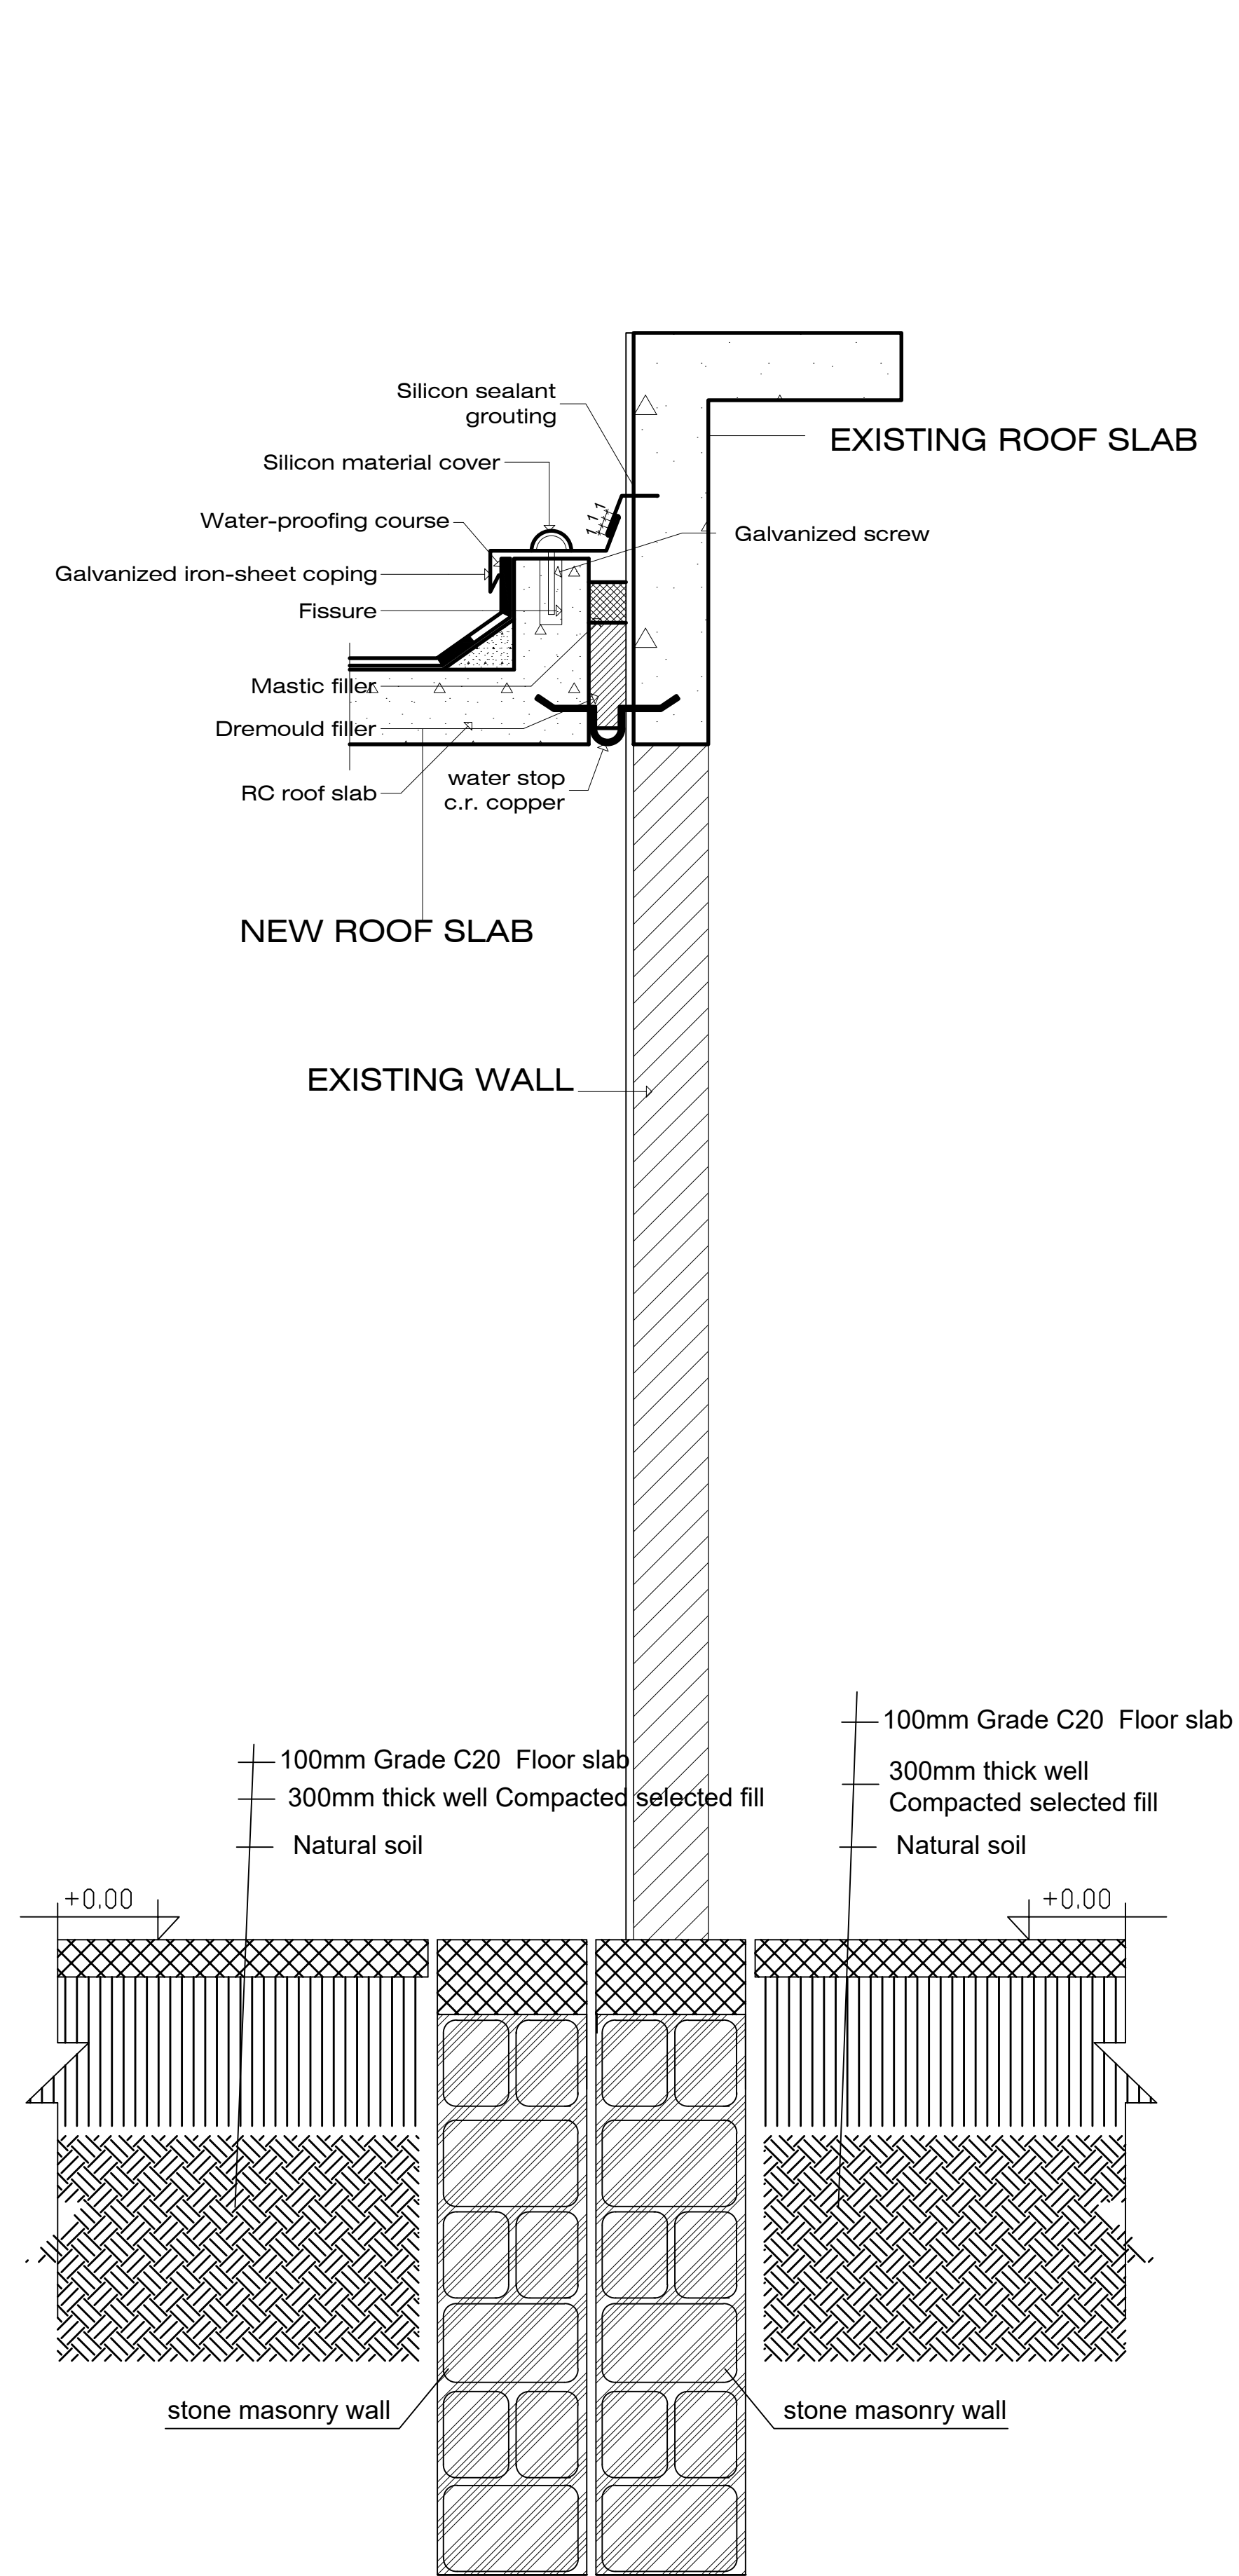 Silicon sealant
grouting
EXISTING ROOF SLAB
Silicon material cover
1 1 1
Water-proofing course
Galvanized screw
Galvanized iron-sheet coping
Fissure
Mastic filler
Dremould filler
water stop
c.r. copper
RC roof slab
NEW ROOF SLAB
EXISTING WALL
100mm Grade C20 Floor slab
300mm thick well Compacted selected fill
Natural soil
100mm Grade C20 Floor slab
300mm thick well
Compacted selected fill
Natural soil
+0,00
+0,00
stone masonry wall
stone masonry wall